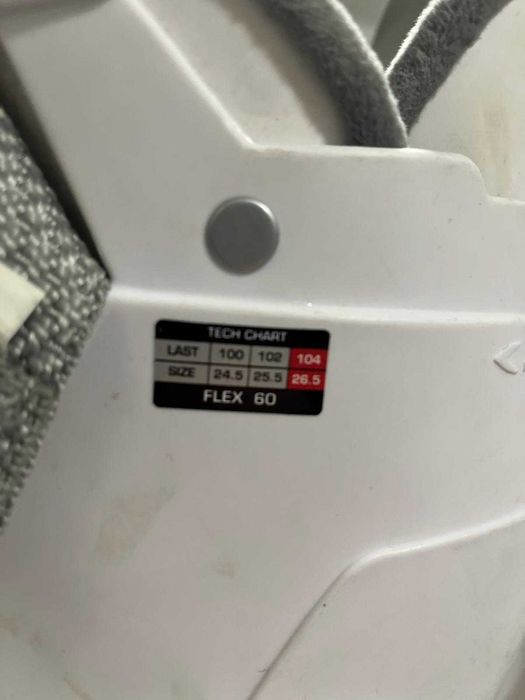 TECH CHART
LAST 100 102 104
SIZE 24.5 25.5 26.5
FLEX 60